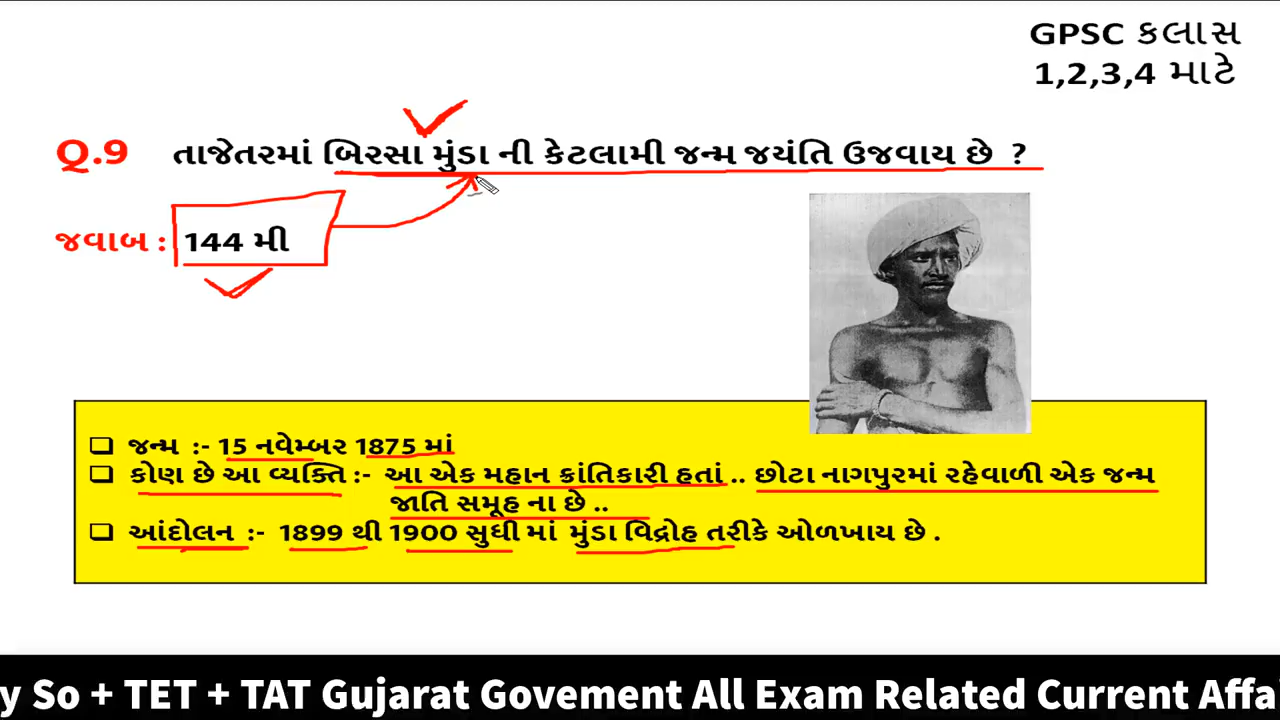 GPSC કલાસ
1,2,3,4 માટે
Q.9 તાજેતરમાં બિરસા મુંડા ની કેટલામી જન્મ જયંતિ ઉજવાય છે ?
જવાબ : 144 મી
❑ જન્મ :- 15 નવેમ્બર 1875 માં
❑ કોણ છે આ વ્યક્તિ :- આ એક મહાન ક્રાંતિકારી હતાં .. છોટા નાગપુરમાં રહેવાળી એક જન્મ
જાતિ સમૂહ ના છે ..
❑ આંદોલન :- 1899 થી 1900 સુધી માં મુંડા વિદ્રોહ તરીકે ઓળખાય છે .
y So + TET + TAT Gujarat Govement All Exam Related Current Affa